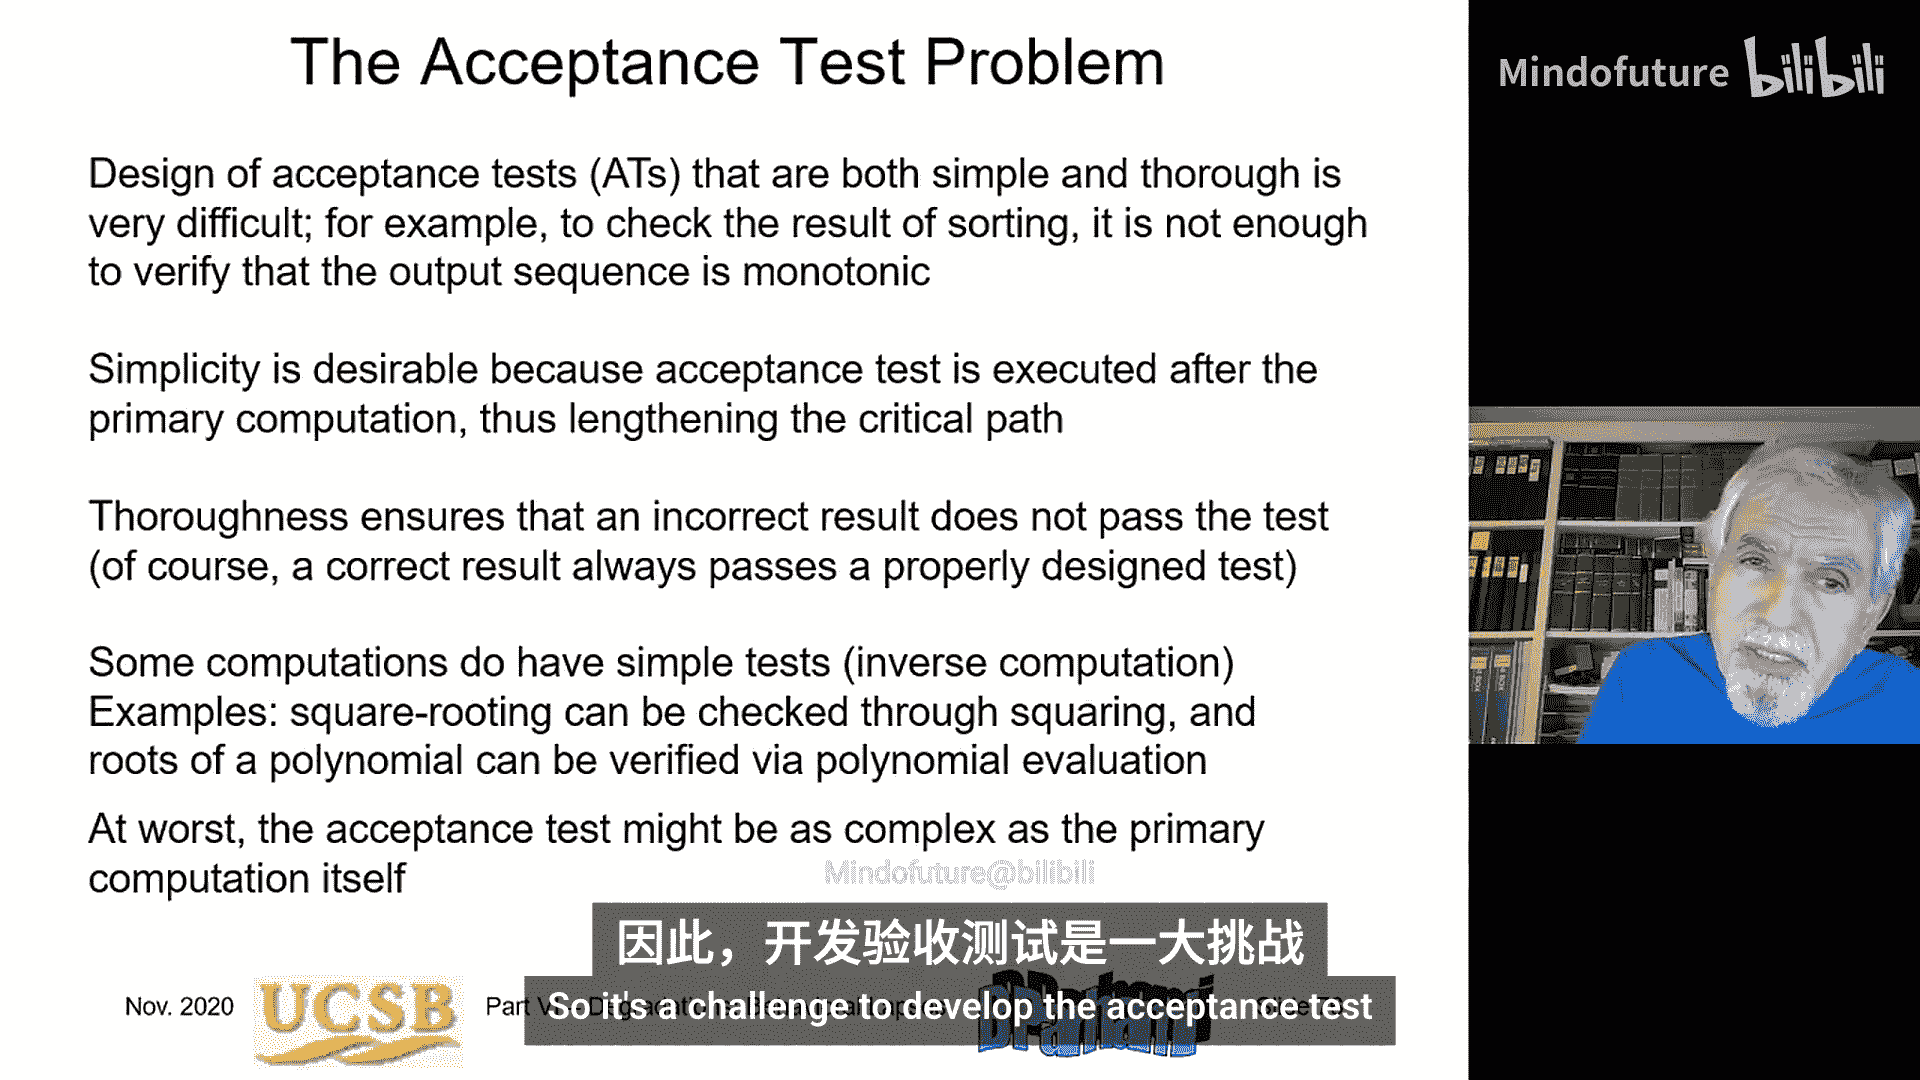 The Acceptance Test Problem
Mindofuture bilibili
Design of acceptance tests (ATs) that are both simple and thorough is
very difficult; for example, to check the result of sorting, it is not enough
to verify that the output sequence is monotonic
Simplicity is desirable because acceptance test is executed after the
primary computation, thus lengthening the critical path
Thoroughness ensures that an incorrect result does not pass the test
(of course, a correct result always passes a properly designed test)
Some computations do have simple tests (inverse computation)
Examples: square-rooting can be checked through squaring, and
roots of a polynomial can be verified via polynomial evaluation
At worst, the acceptance test might be as complex as the primary
computation itself
Mindofuture@bilibili
因此，开发验收测试是一大挑战
So it's a challenge to develop the acceptance test
Nov. 2020
UCSB
Part